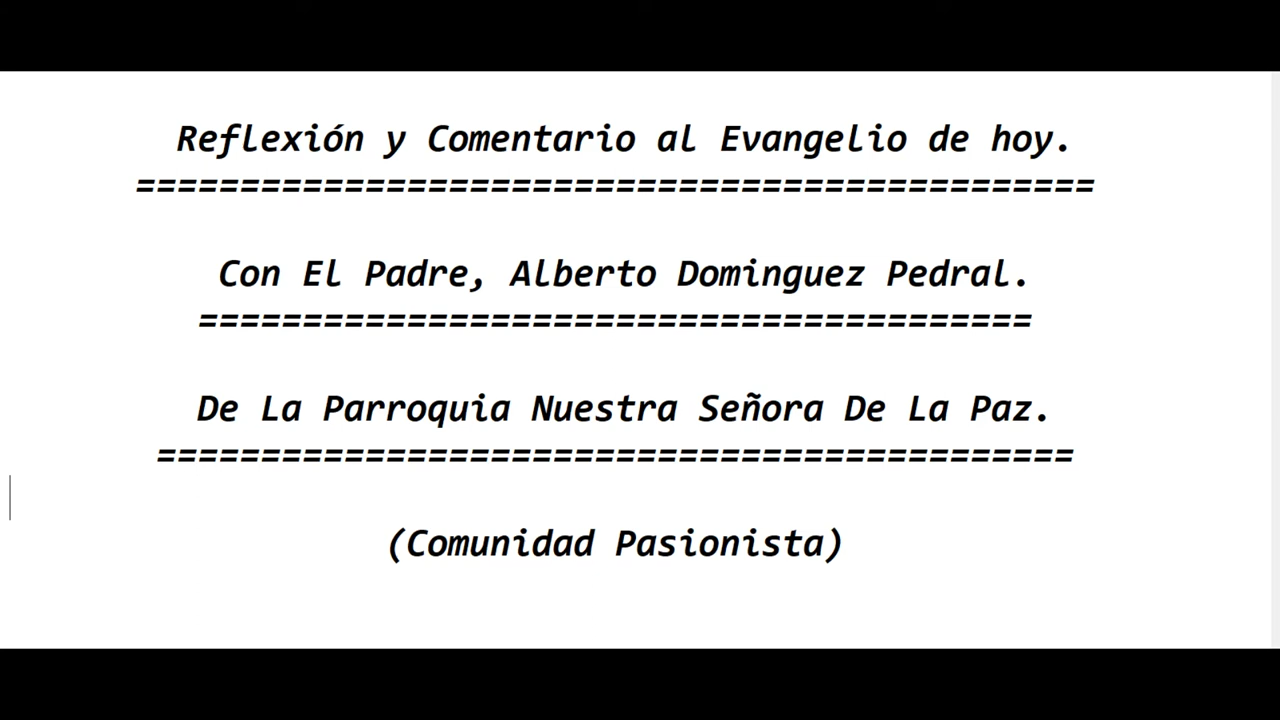 Reflexión y Comentario al Evangelio de hoy.
==============================================
Con El Padre, Alberto Dominguez Pedral.
========================================
De La Parroquia Nuestra Señora De La Paz.
============================================
(Comunidad Pasionista)